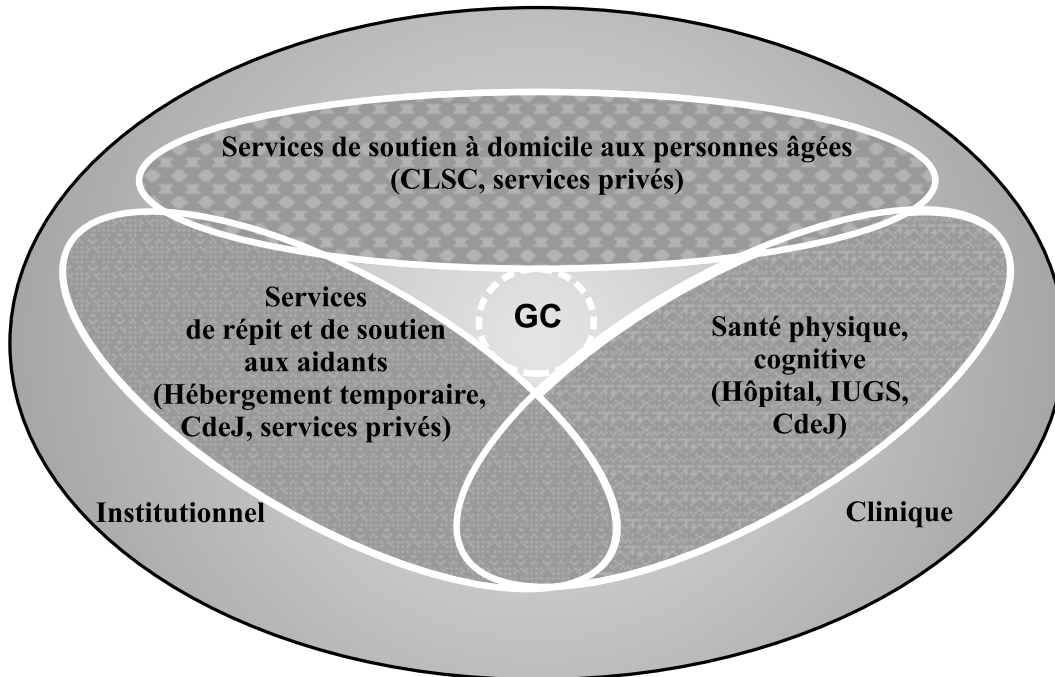 Services de soutien à domicile aux personnes âgées
(CLSC, services privés)
GC
Services
de répit et de soutien
aux aidants
(Hébergement temporaire,
CdeJ, services privés)
Santé physique,
cognitive
(Hôpital, IUGS,
CdeJ)
Institutionnel
Clinique